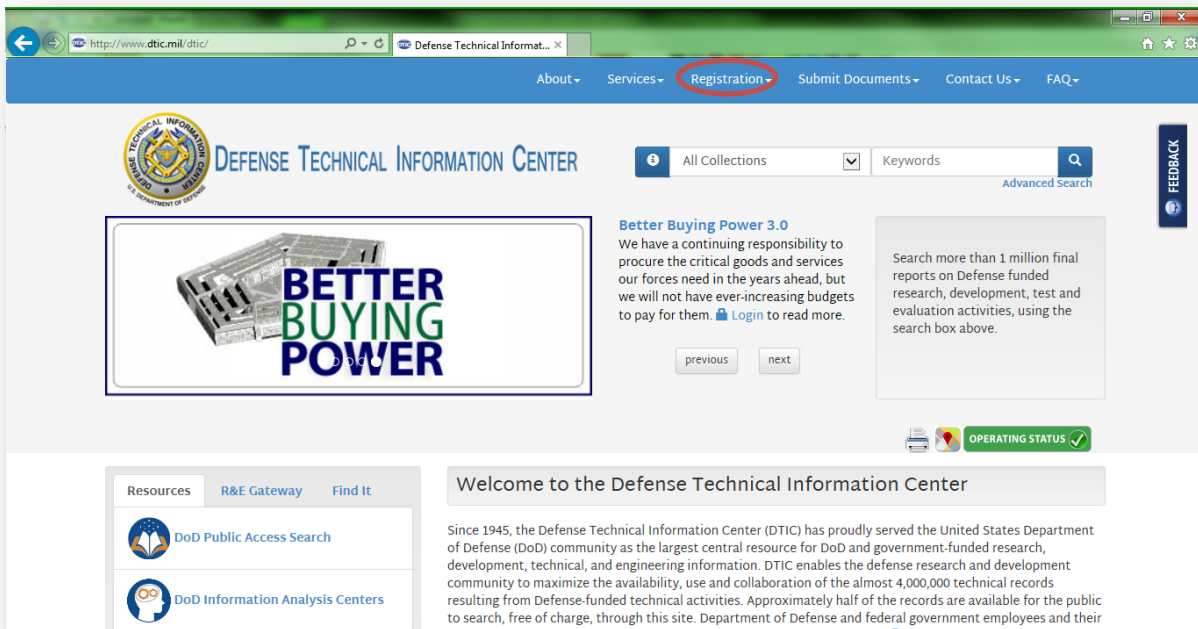 http://www.dtic.mil/dtic/
Defense Technical Informat...
About
Services
Registration
Submit Documents
Contact Us
FAQ
DEFENSE TECHNICAL INFORMATION CENTER
U.S. DEPARTMENT OF DEFENSE
DEFENSE TECHNICAL INFORMATION CENTER
All Collections
Keywords
Advanced Search
FEEDBACK
BETTER
BUYING
POWER
Better Buying Power 3.0
We have a continuing responsibility to
procure the critical goods and services
our forces need in the years ahead, but
we will not have ever-increasing budgets
to pay for them. Login to read more.
previous
next
Search more than 1 million final
reports on Defense funded
research, development, test and
evaluation activities, using the
search box above.
OPERATING STATUS
Resources
R&E Gateway
Find It
DoD Public Access Search
DoD Information Analysis Centers
Welcome to the Defense Technical Information Center
Since 1945, the Defense Technical Information Center (DTIC) has proudly served the United States Department
of Defense (DoD) community as the largest central resource for DoD and government-funded research,
development, technical, and engineering information. DTIC enables the defense research and development
community to maximize the availability, use and collaboration of the almost 4,000,000 technical records
resulting from Defense-funded technical activities. Approximately half of the records are available for the public
to search, free of charge, through this site. Department of Defense and federal government employees and their